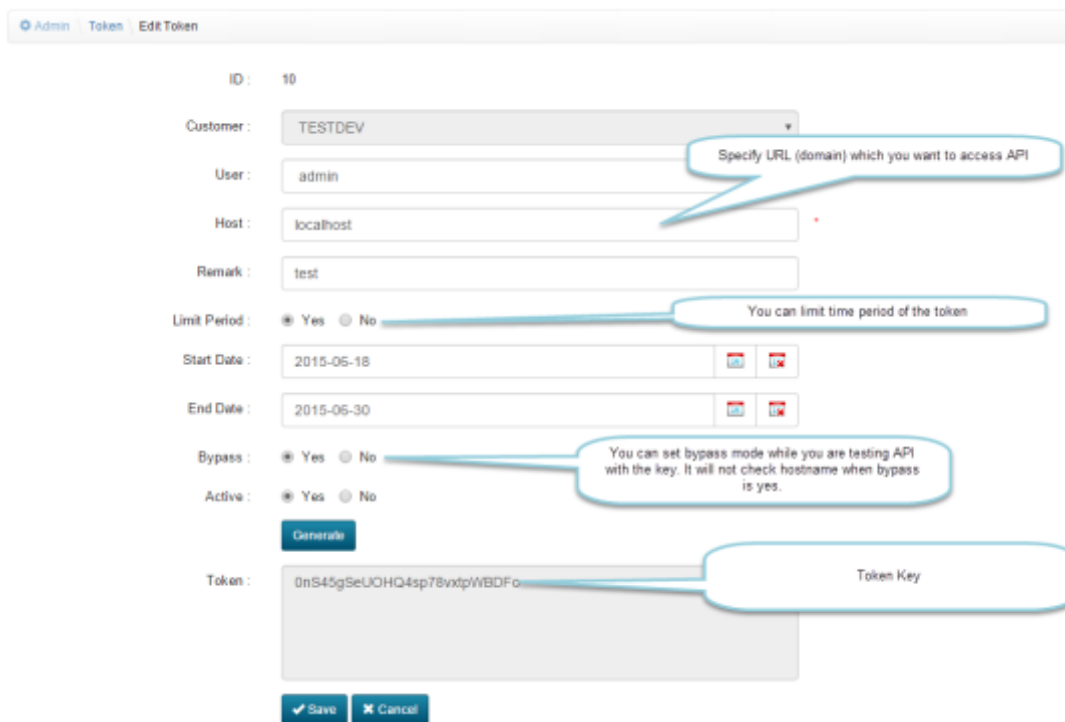 Admin Token Edit Token
ID : 10
Customer : TESTDEV
Specify URL (domain) which you want to access API
User : admin
Host : localhost *
Remark : test
Limit Period : Yes No
You can limit time period of the token
Start Date : 2015-06-18
End Date : 2015-06-30
Bypass : Yes No
You can set bypass mode while you are testing API
with the key. It will not check hostname when bypass
is yes.
Active : Yes No
Generate
Token : 0nS45gSeUOHQ4sp78vxtpWBDFo
Token Key
Save Cancel